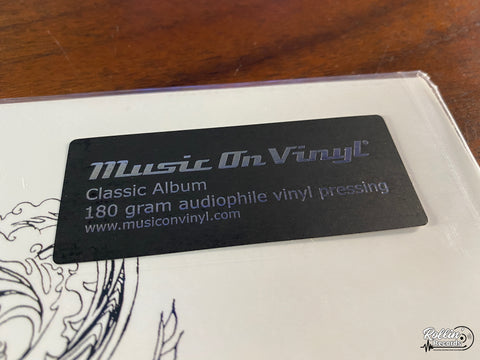 Music On Vinyl
Classic Album
180 gram audiophile vinyl pressing
www.musiconvinyl.com
Rollin'
Records